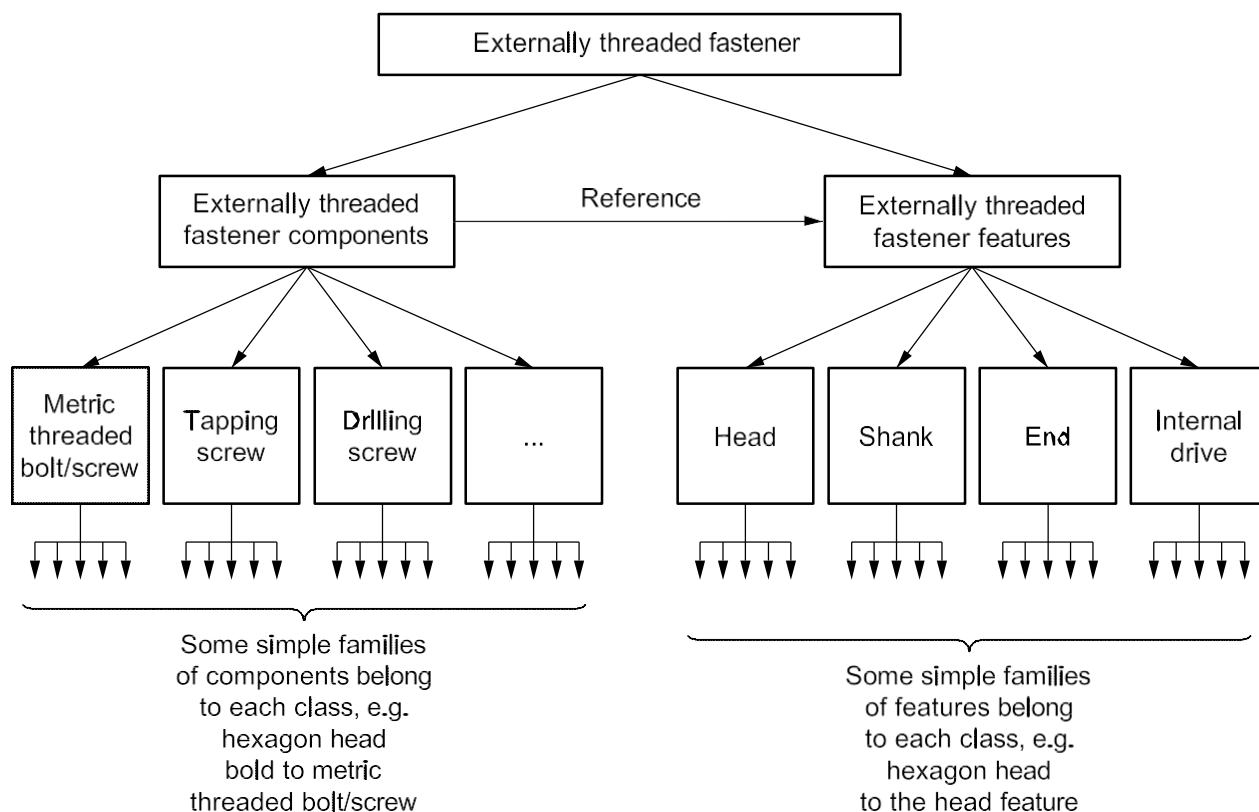 Externally threaded fastener
Externally threaded
fastener components
Reference
Externally threaded
fastener features
Metric
threaded
bolt/screw
Tapping
screw
Drlling
screw
...
Head
Shank
End
Internal
drive
Some simple families
of components belong
to each class, e.g.
hexagon head
bold to metric
threaded bolt/screw
Some simple families
of features belong
to each class, e.g.
hexagon head
to the head feature